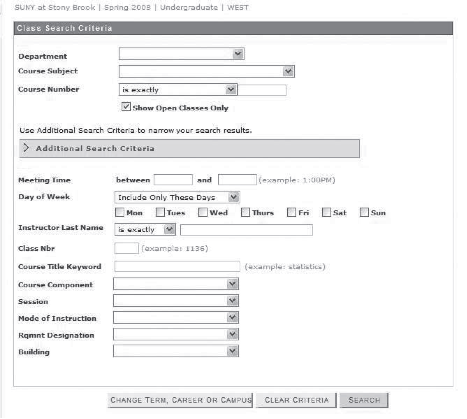 SUNY at Stony Brook | Spring 2008 | Undergraduate | WEST
Class Search Criteria
Department
Course Subject
Course Number is exactly
Show Open Classes Only
Use Additional Search Criteria to narrow your search results.
Additional Search Criteria
Meeting Time between and (example: 1:00PM)
Day of Week Include Only These Days
Mon Tues Wed Thurs Fri Sat Sun
Instructor Last Name is exactly
Class Nbr (example: 1136)
Course Title Keyword (example: statistics)
Course Component
Session
Mode of Instruction
Rqmnt Designation
Building
CHANGE TERM, CAREER OR CAMPUS CLEAR CRITERIA SEARCH